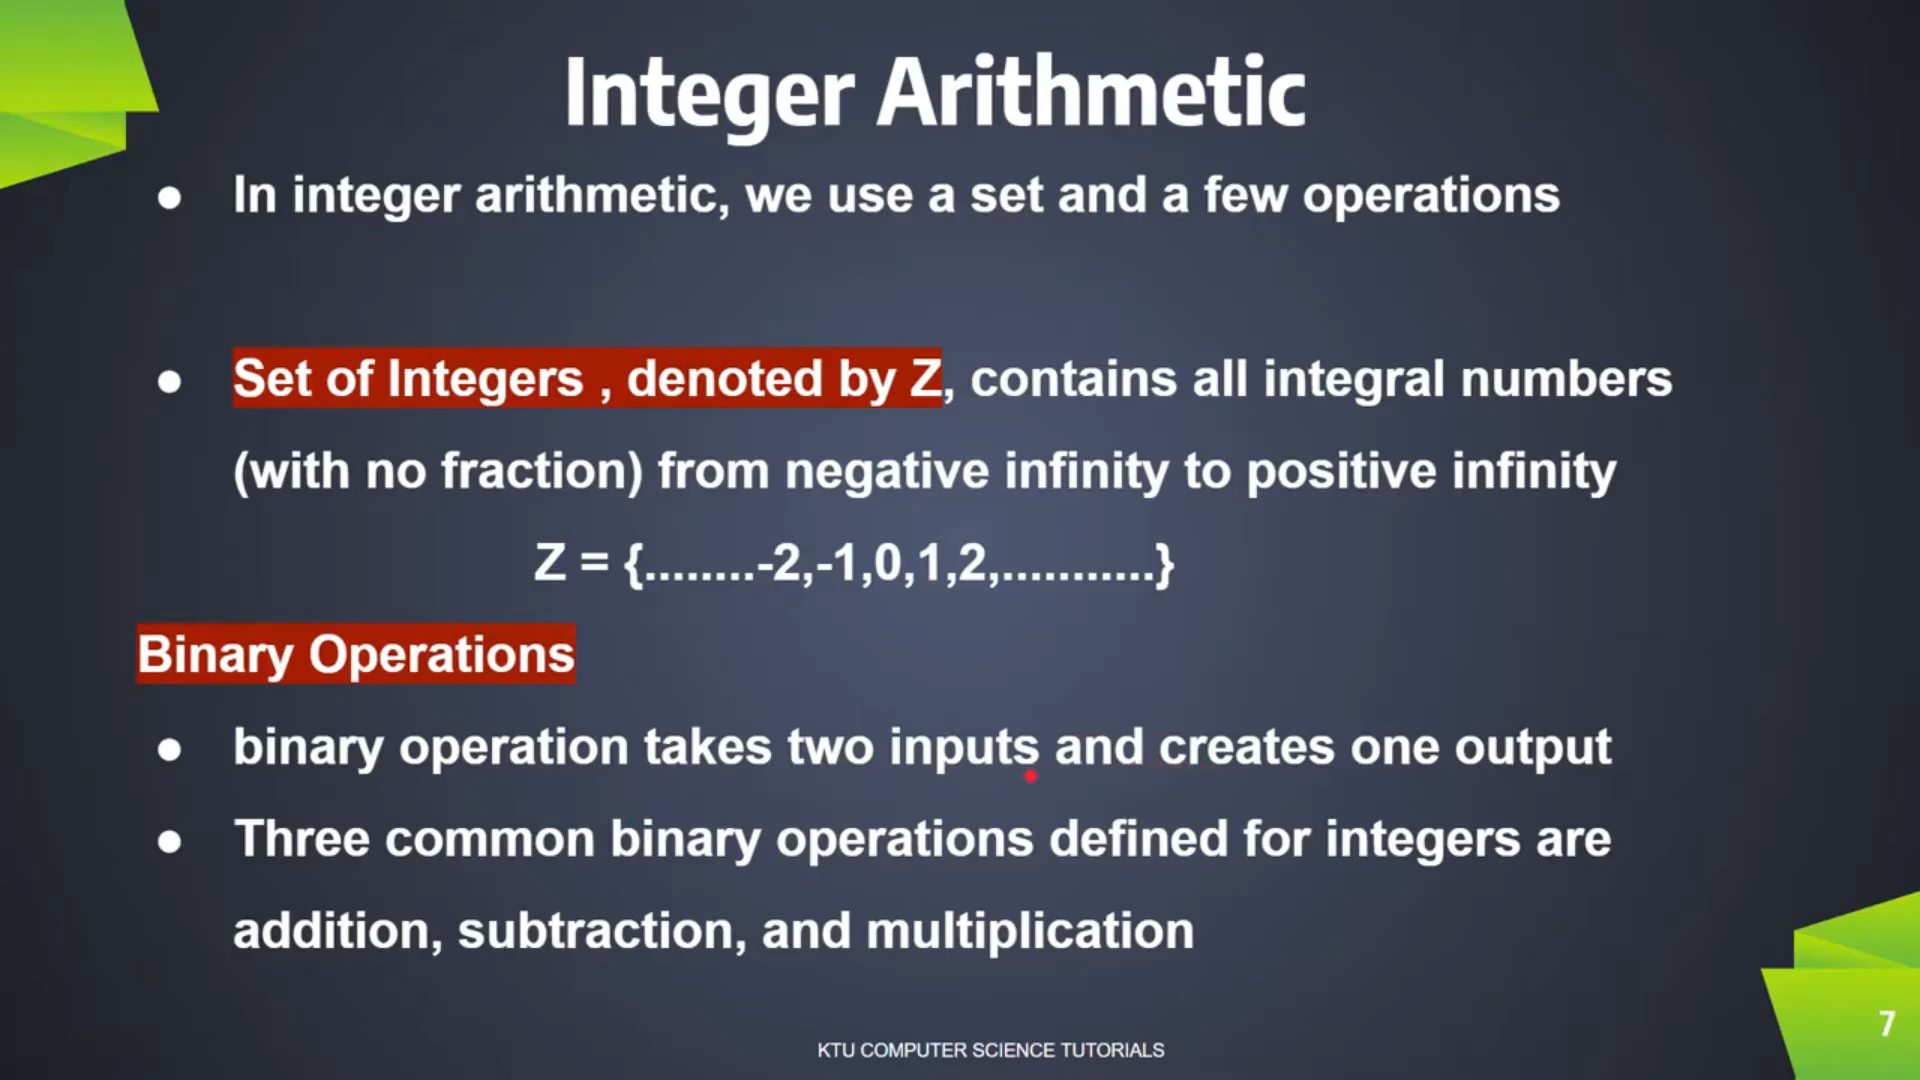 Integer Arithmetic
● In integer arithmetic, we use a set and a few operations
● Set of Integers , denoted by Z, contains all integral numbers
(with no fraction) from negative infinity to positive infinity
Z = {........-2,-1,0,1,2,...........}
Binary Operations
● binary operation takes two inputs and creates one output
● Three common binary operations defined for integers are
addition, subtraction, and multiplication
7
KTU COMPUTER SCIENCE TUTORIALS